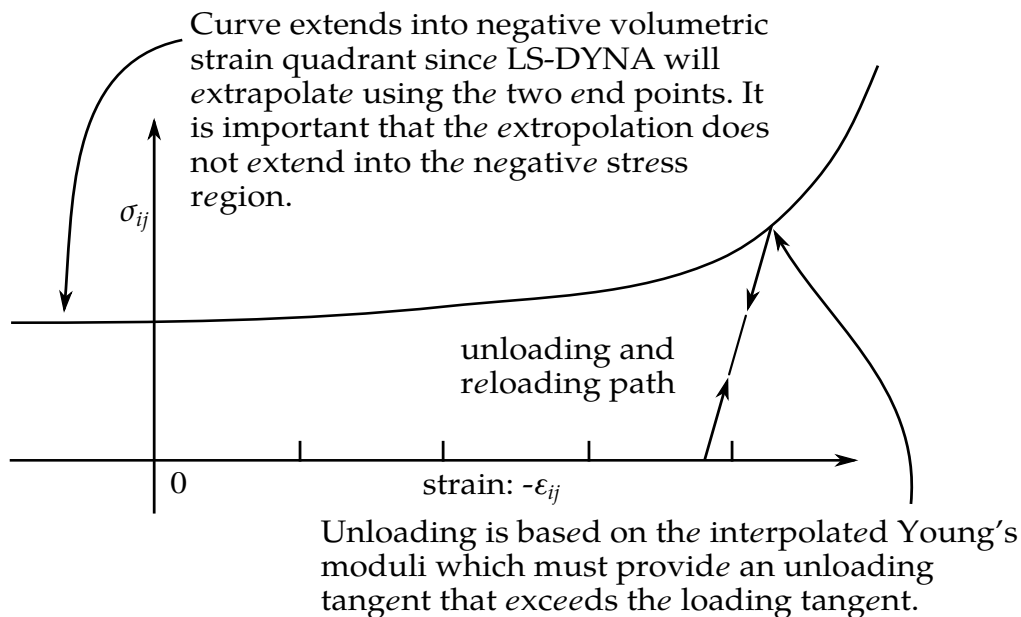 Curve extends into negative volumetric
strain quadrant since LS-DYNA will
extrapolate using the two end points. It
is important that the extropolation does
not extend into the negative stress
region.
σij
unloading and
reloading path
0
strain: -εij
Unloading is based on the interpolated Young's
moduli which must provide an unloading
tangent that exceeds the loading tangent.